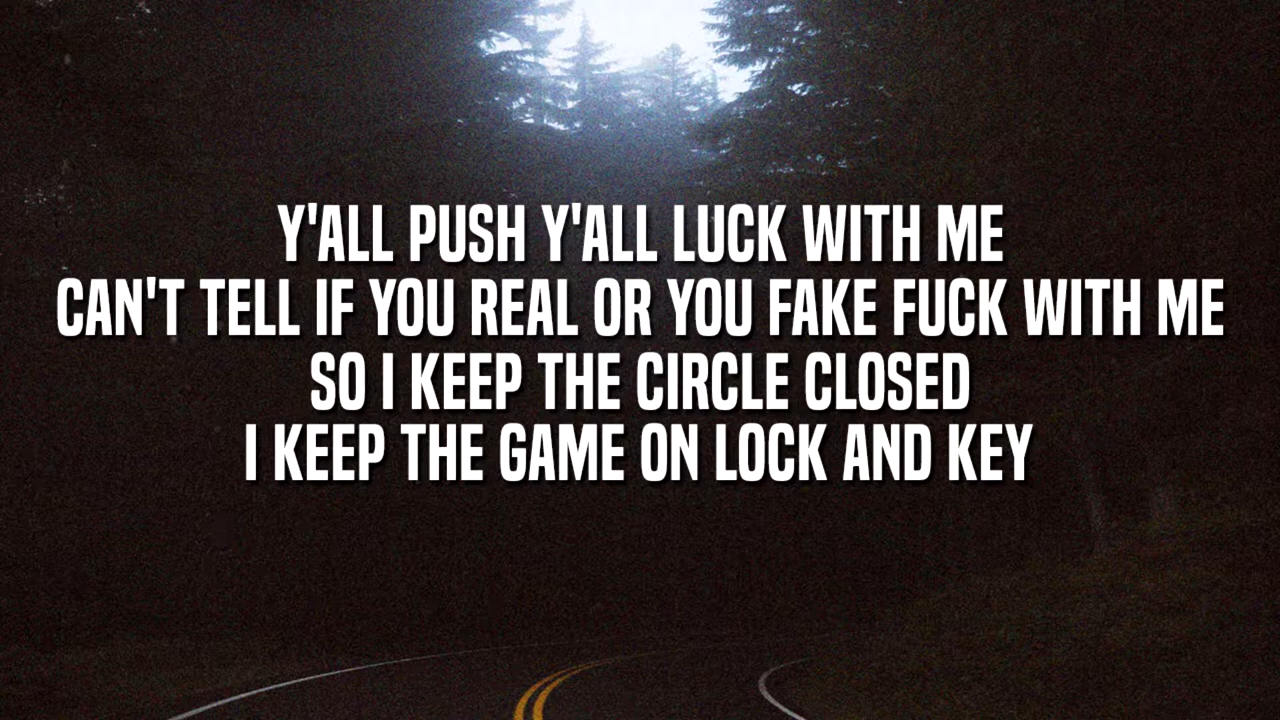 Y'ALL PUSH Y'ALL LUCK WITH ME
CAN'T TELL IF YOU REAL OR YOU FAKE FUCK WITH ME
SO I KEEP THE CIRCLE CLOSED
I KEEP THE GAME ON LOCK AND KEY